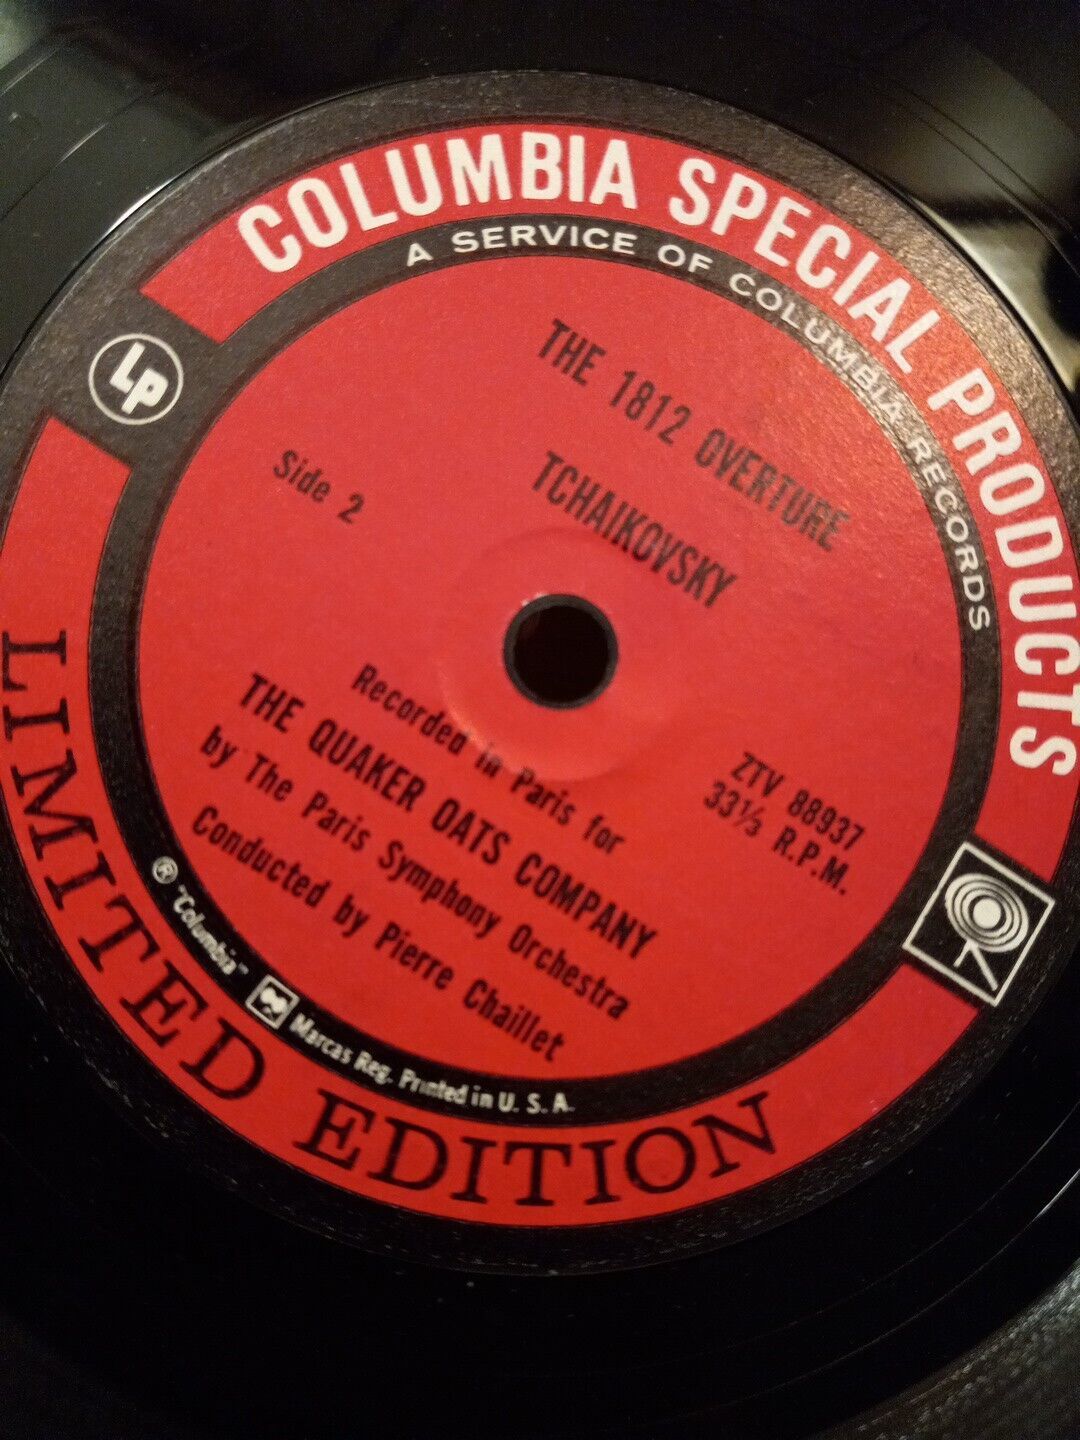 COLUMBIA SPECIAL PRODUCTS
A SERVICE OF COLUMBIA RECORDS
LP
THE 1812 OVERTURE
TCHAIKOVSKY
Side 2
ZTV 88937
33⅓ R.P.M.
Recorded in Paris for
THE QUAKER OATS COMPANY
by The Paris Symphony Orchestra
Conducted by Pierre Chaillet
® "Columbia" Marcas Reg. Printed in U. S. A.
LIMITED EDITION